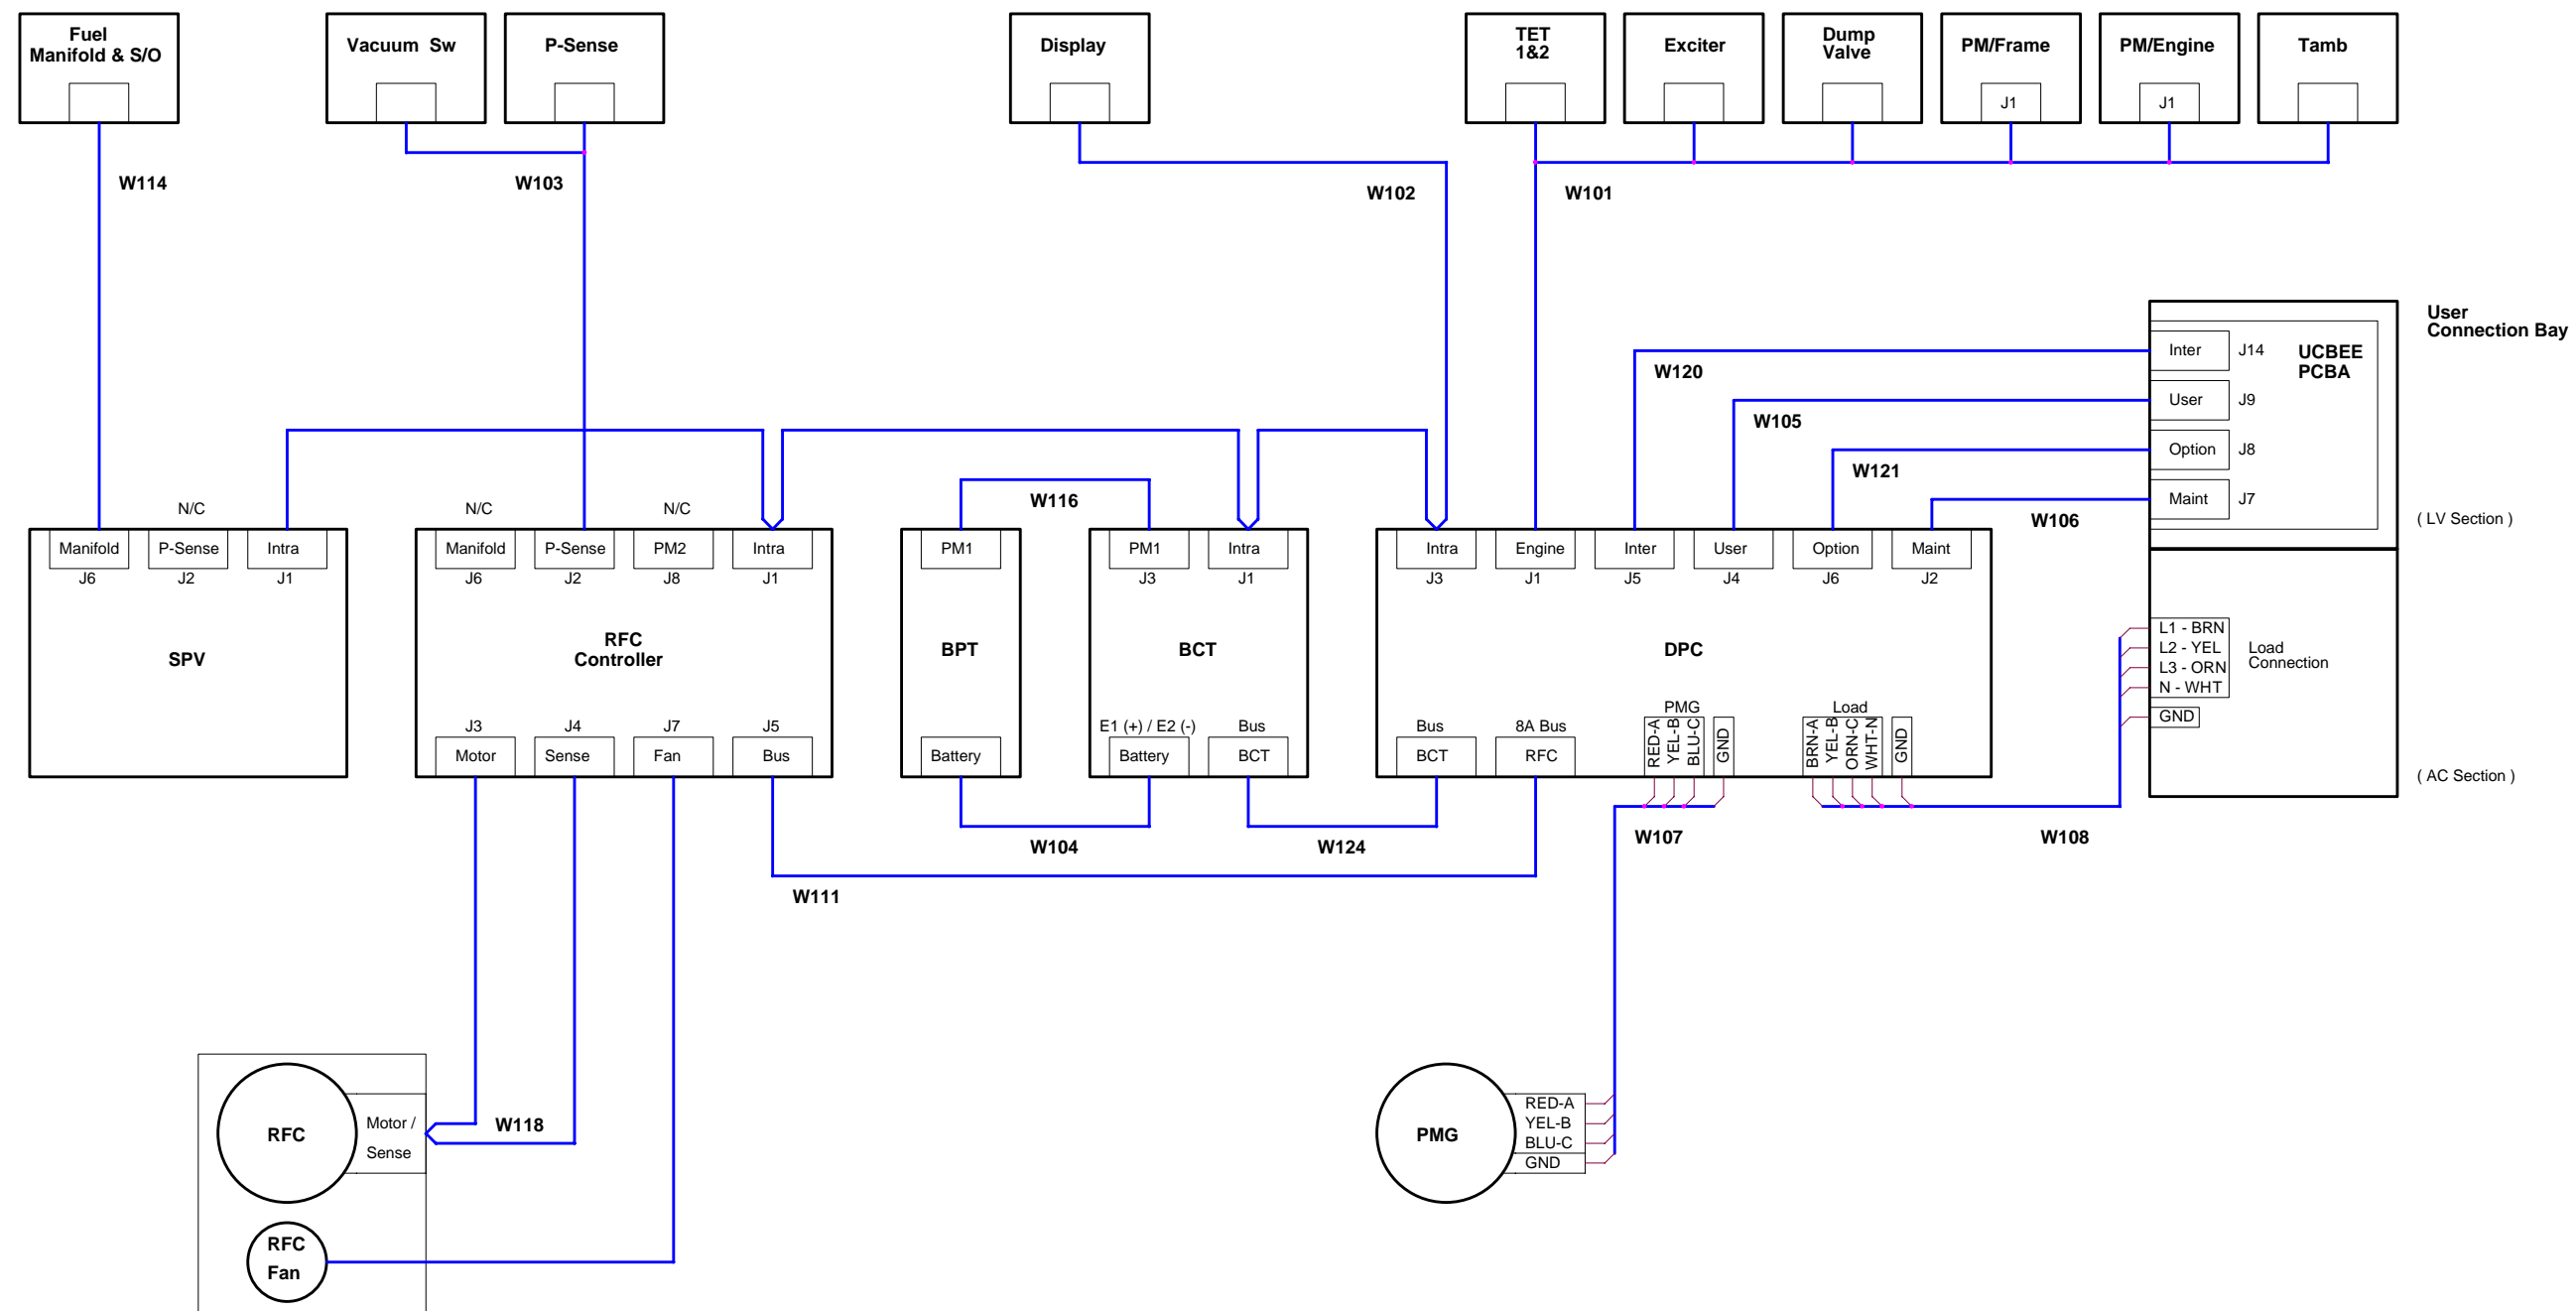 Fuel
Manifold & S/O
Vacuum Sw
P-Sense
Display
TET
1&2
Exciter
Dump
Valve
PM/Frame
J1
PM/Engine
J1
Tamb
W114
W103
W102
W101
User
Connection Bay
Inter
J14
UCBEE
PCBA
User
J9
Option
J8
Maint
J7
( LV Section )
W120
W105
W121
W106
W116
N/C
N/C
N/C
Manifold
P-Sense
Intra
J6
J2
J1
SPV
Manifold
P-Sense
PM2
Intra
J6
J2
J8
J1
RFC
Controller
J3
J4
J7
J5
Motor
Sense
Fan
Bus
PM1
BPT
Battery
PM1
Intra
J3
J1
BCT
E1 (+) / E2 (-)
Bus
Battery
BCT
Intra
Engine
Inter
User
Option
Maint
J3
J1
J5
J4
J6
J2
DPC
Bus
8A Bus
BCT
RFC
PMG
RED-A
YEL-B
BLU-C
GND
Load
BRN-A
YEL-B
ORN-C
WHT-N
GND
L1 - BRN
L2 - YEL
L3 - ORN
N - WHT
GND
Load
Connection
( AC Section )
W104
W124
W107
W108
W111
RFC
Motor /
Sense
W118
RFC
Fan
PMG
RED-A
YEL-B
BLU-C
GND